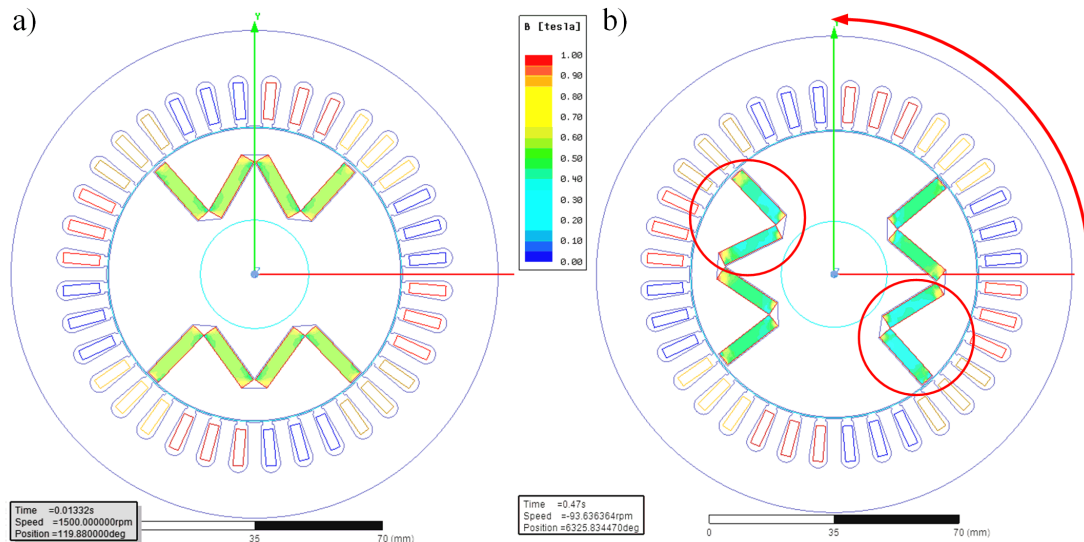 a)
Y
B [tesla]
1.00
0.90
0.80
0.70
0.60
0.50
0.40
0.30
0.20
0.10
0.00
Time =0.01332s
Speed =1500.000000rpm
Position =119.880000deg
35
70 (mm)
b)
Time =0.47s
Speed =-93.636364rpm
Position =6325.834470deg
0
35
70 (mm)